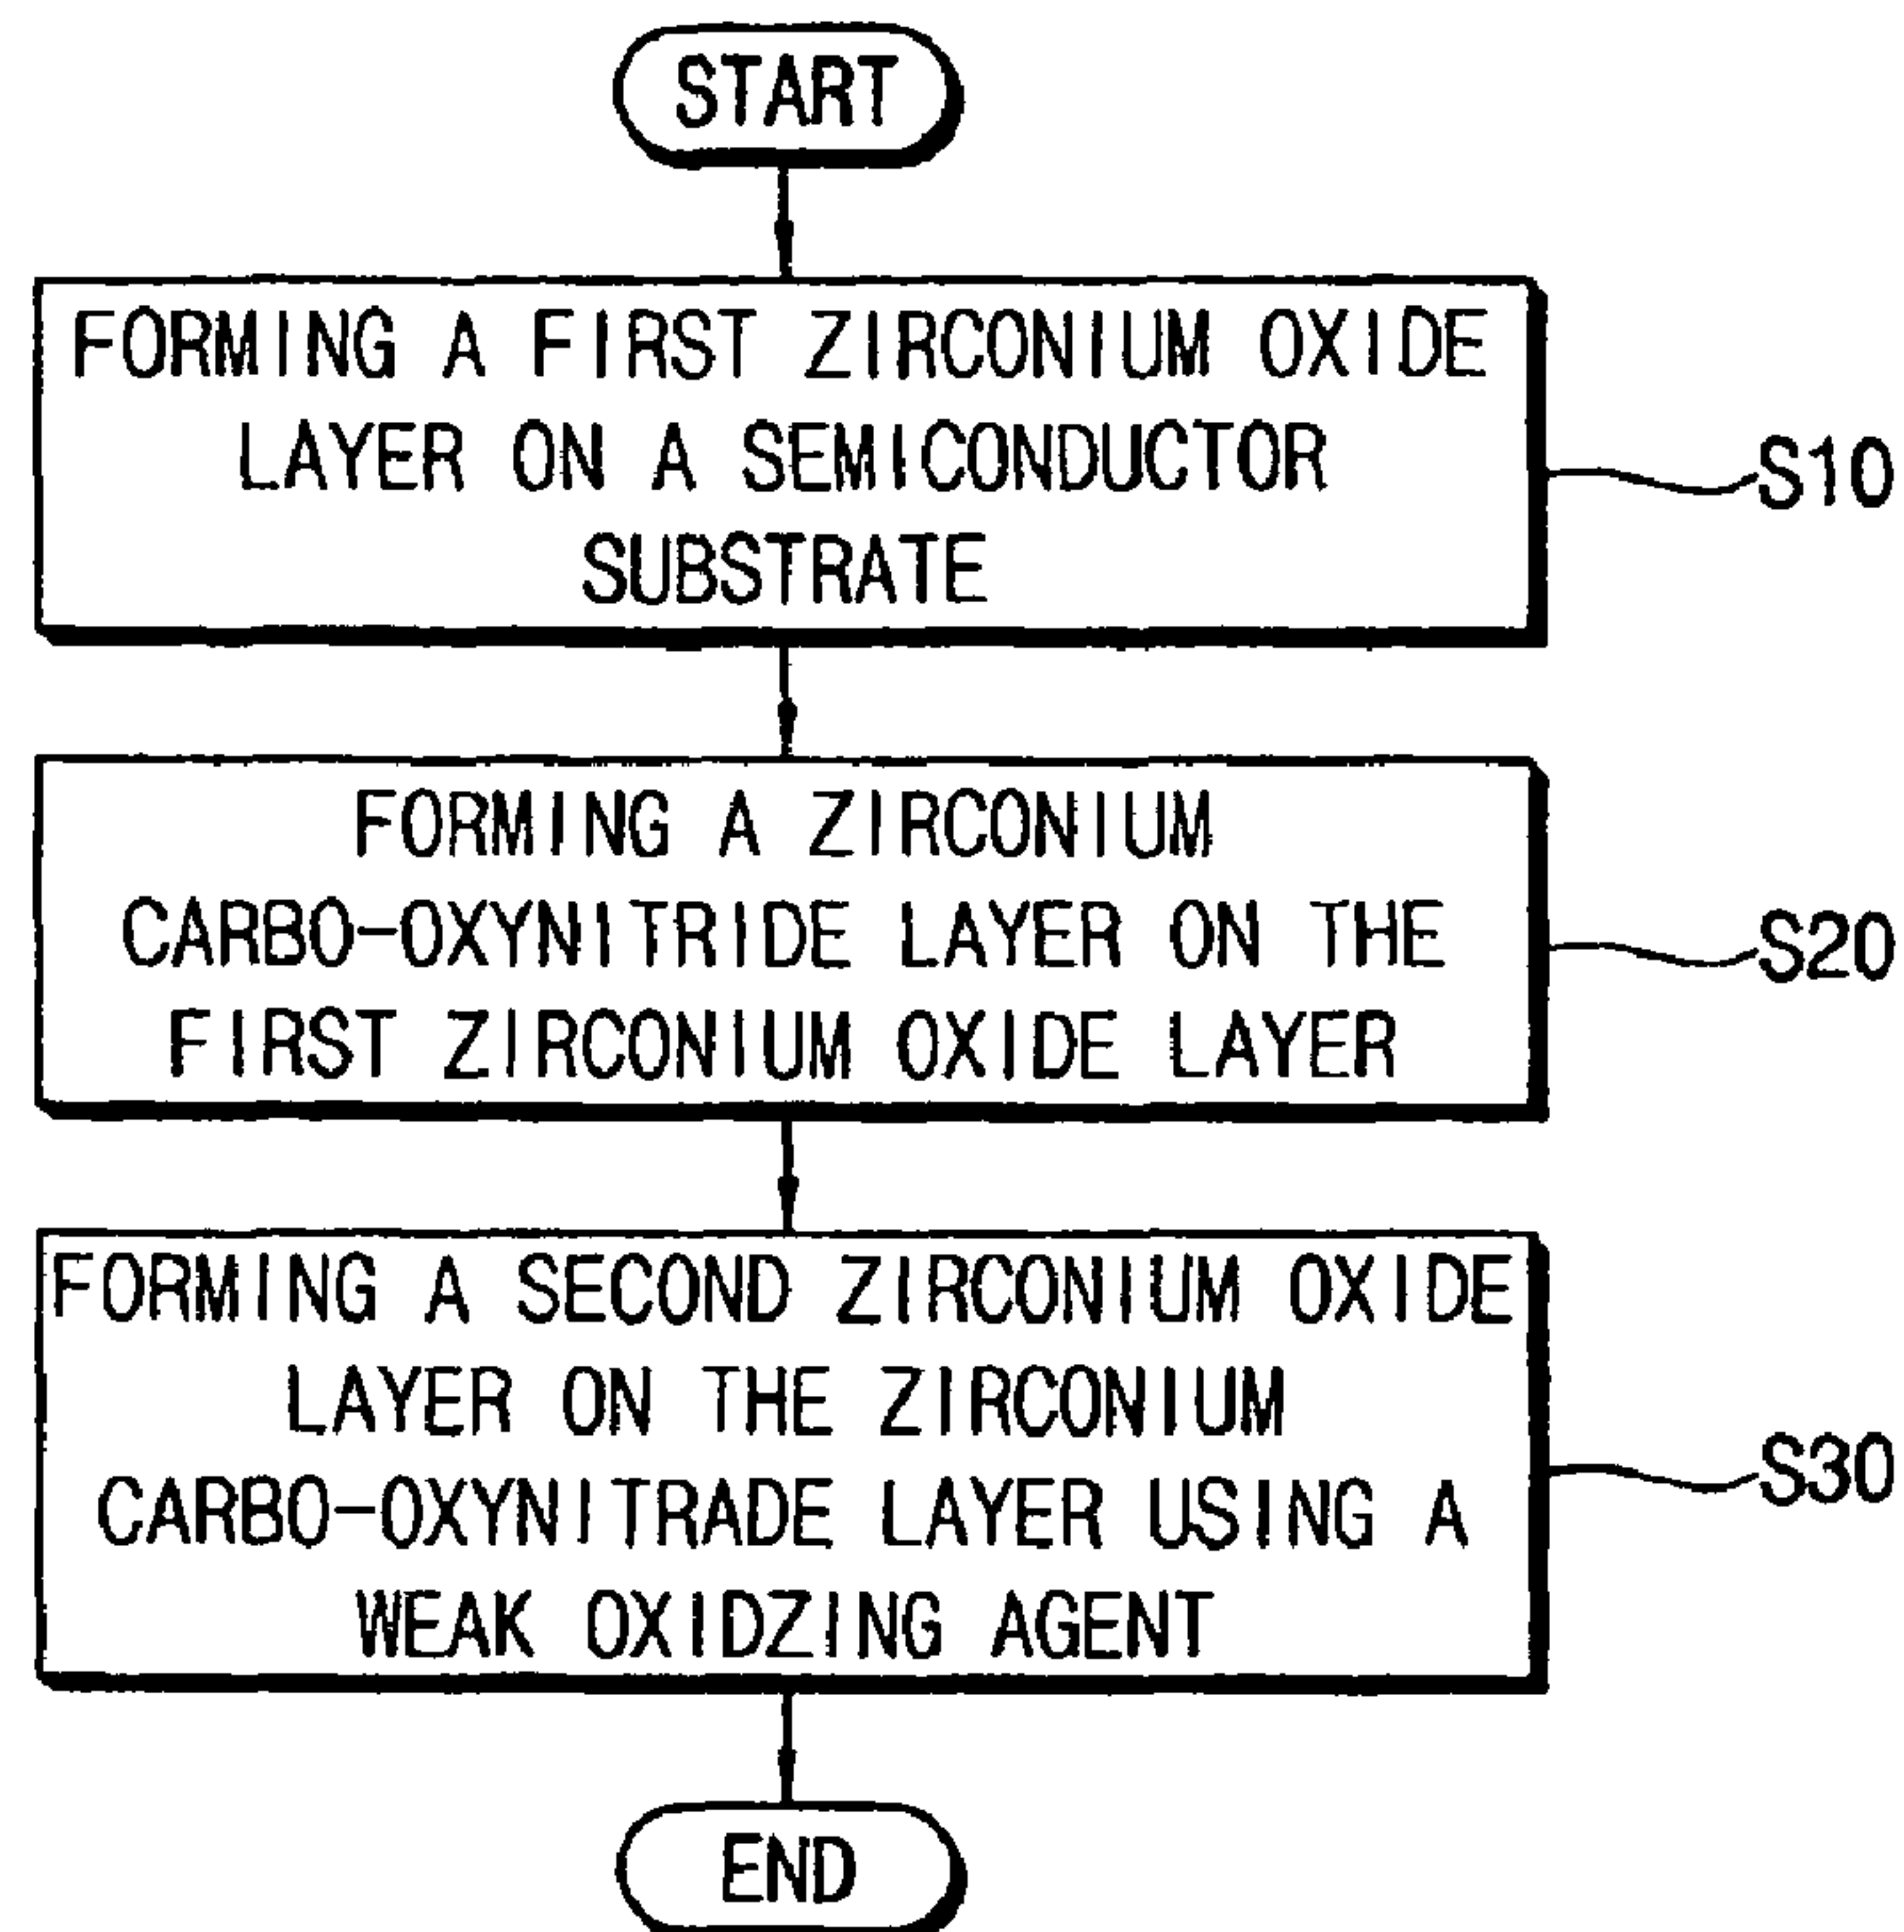 START
FORMING A FIRST ZIRCONIUM OXIDE
LAYER ON A SEMICONDUCTOR
SUBSTRATE
S10
FORMING A ZIRCONIUM
CARBO-OXYNITRIDE LAYER ON THE
FIRST ZIRCONIUM OXIDE LAYER
S20
FORMING A SECOND ZIRCONIUM OXIDE
LAYER ON THE ZIRCONIUM
CARBO-OXYNITRADE LAYER USING A
WEAK OXIDZING AGENT
S30
END